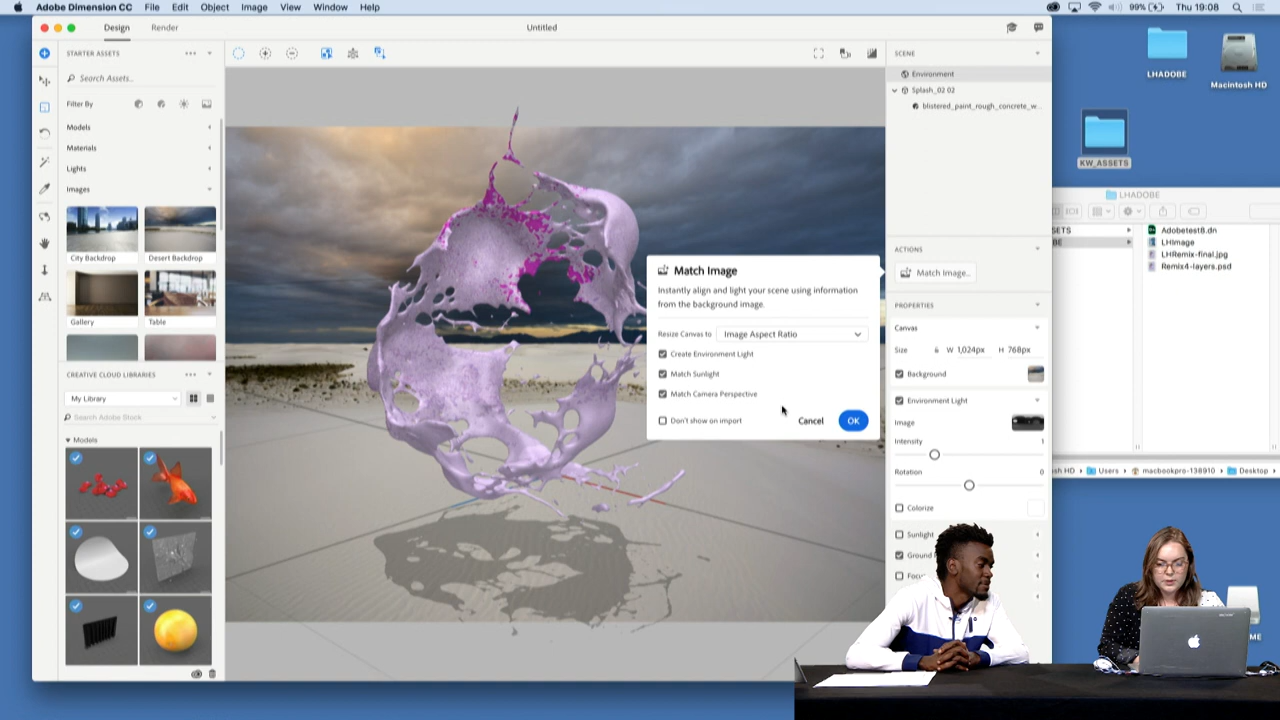 Adobe Dimension CC File Edit Object Image View Window Help
99% Thu 19:08
Design Render
Untitled
STARTER ASSETS
Search Assets..
Filter By
Models
Materials
Lights
Images
City Backdrop
Desert Backdrop
Gallery
Table
CREATIVE CLOUD LIBRARIES
My Library
Search Adobe Stock
Models
Match Image
Instantly align and light your scene using information
from the background image.
Resize Canvas to Image Aspect Ratio
Create Environment Light
Match Sunlight
Match Camera Perspective
Don't show on import
Cancel OK
SCENE
Environment
Splash_02 02
blistered_paint_rough_concrete_w...
ACTIONS
Match Image..
PROPERTIES
Canvas
Size W 1,024px H 768px
Background
Environment Light
Image
Intensity 1
Rotation 0
Colorize
Sunlight
Ground
LHADOBE
Macintosh HD
KW_ASSETS
LHADOBE
Adobetest8.dn
LHImage
LHRemix-final.jpg
Remix4-layers.psd
Users macbookpro-138910 Desktop